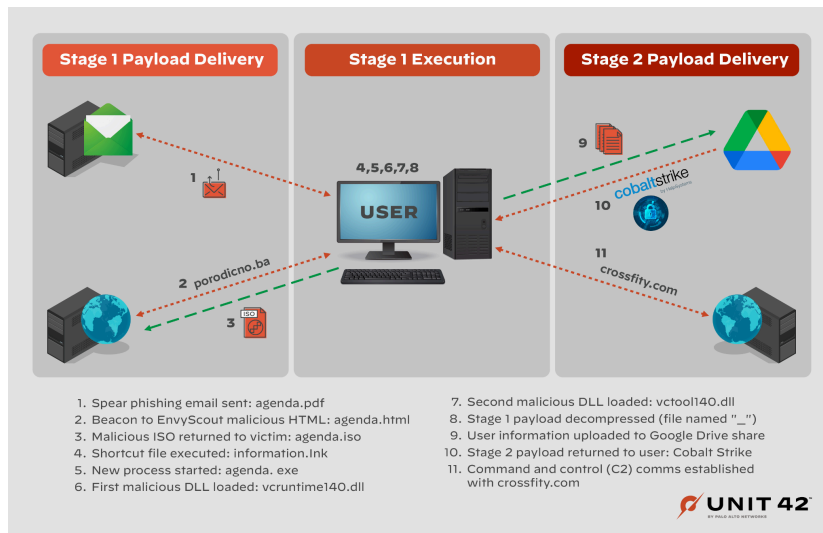 Stage 1 Payload Delivery
Stage 1 Execution
Stage 2 Payload Delivery
1
4,5,6,7,8
USER
9
cobaltstrike
by HelpSystems
10
2 porodicno.ba
ISO
3
11
crossfity.com
1. Spear phishing email sent: agenda.pdf
2. Beacon to EnvyScout malicious HTML: agenda.html
3. Malicious ISO returned to victim: agenda.iso
4. Shortcut file executed: information.lnk
5. New process started: agenda. exe
6. First malicious DLL loaded: vcruntime140.dll
7. Second malicious DLL loaded: vctool140.dll
8. Stage 1 payload decompressed (file named "_")
9. User information uploaded to Google Drive share
10. Stage 2 payload returned to user: Cobalt Strike
11. Command and control (C2) comms established
with crossfity.com
UNIT 42
BY PALO ALTO NETWORKS